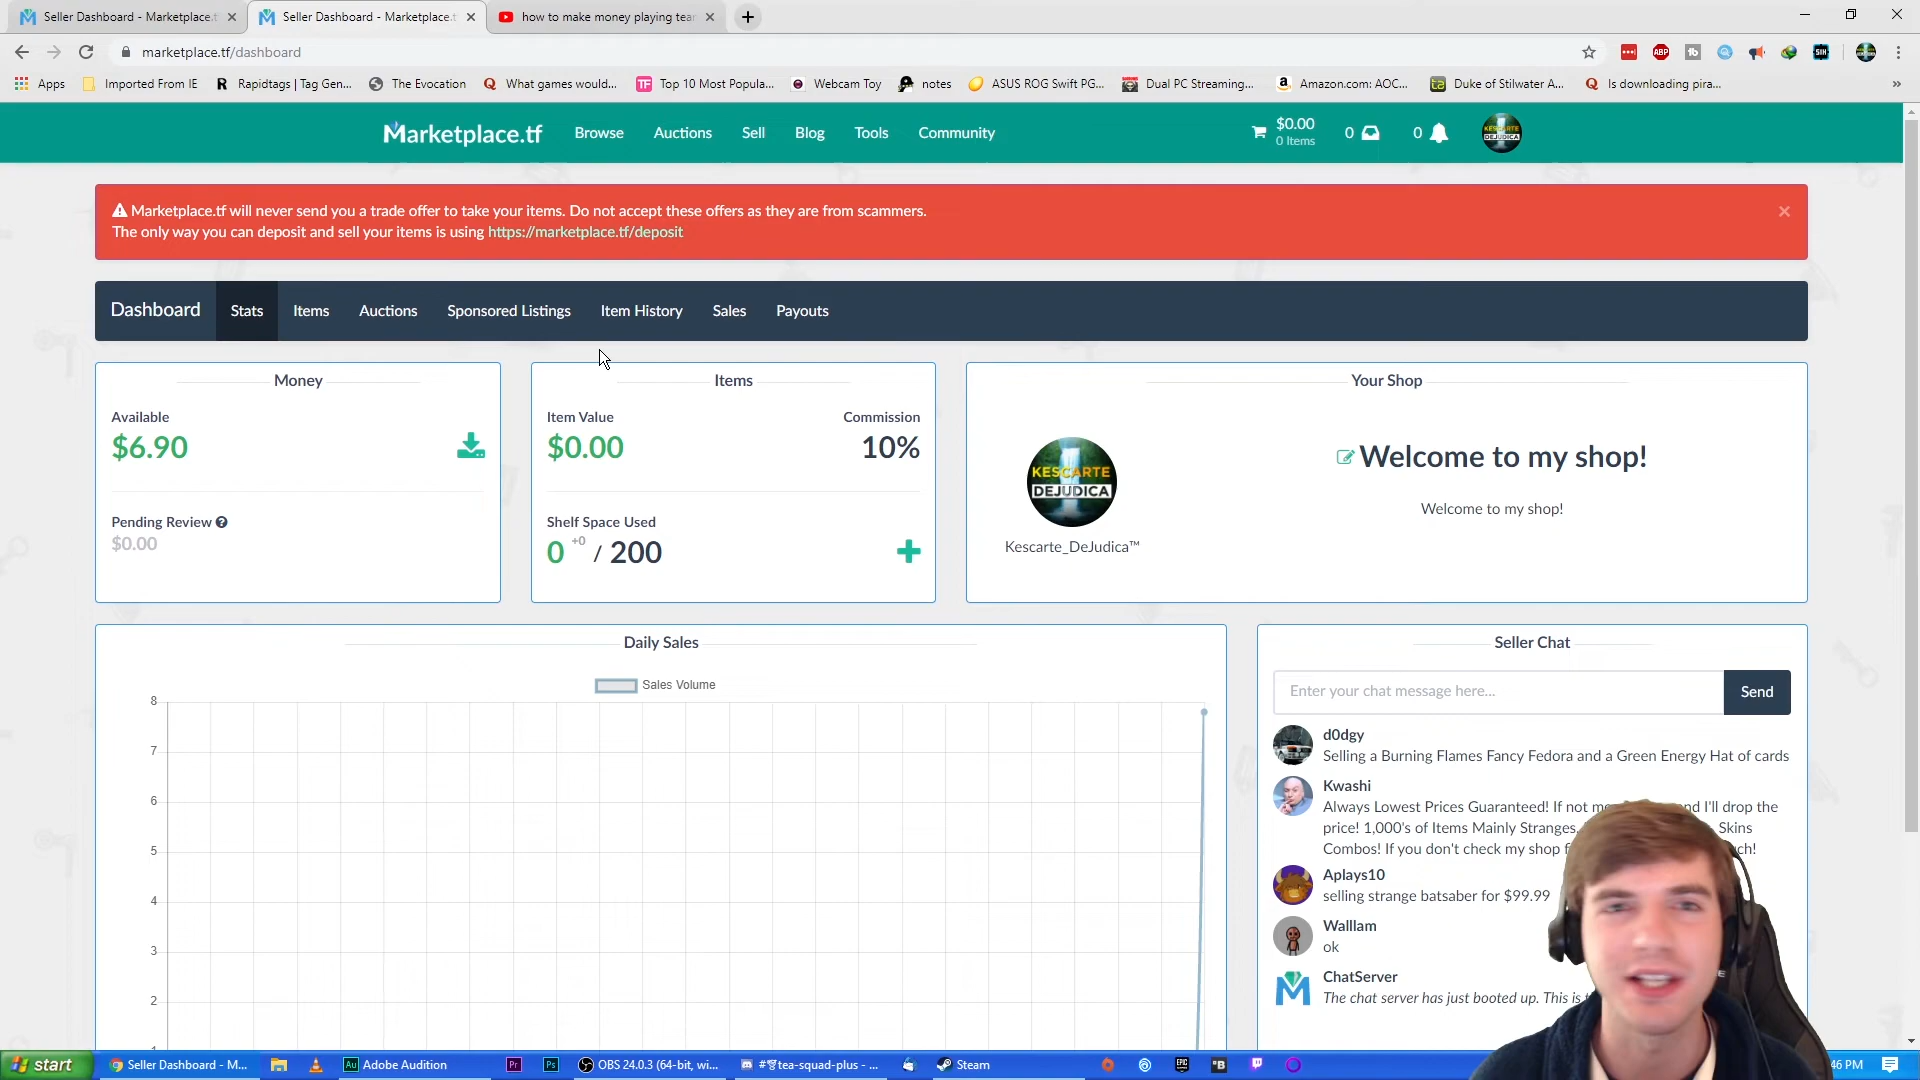 Seller Dashboard - Marketplace.t
Seller Dashboard - Marketplace.t
how to make money playing tear
marketplace.tf/dashboard
Apps
Imported From IE
Rapidtags | Tag Gen...
The Evocation
What games would...
Top 10 Most Popula...
Webcam Toy
notes
ASUS ROG Swift PG...
Dual PC Streaming...
Amazon.com: AOC...
Duke of Stilwater A...
Is downloading pira...
Marketplace.tf
Browse
Auctions
Sell
Blog
Tools
Community
$0.00
0 Items
0
0
Marketplace.tf will never send you a trade offer to take your items. Do not accept these offers as they are from scammers.
The only way you can deposit and sell your items is using https://marketplace.tf/deposit
Dashboard
Stats
Items
Auctions
Sponsored Listings
Item History
Sales
Payouts
Money
Available
$6.90
Pending Review
$0.00
Items
Item Value
Commission
$0.00
10%
Shelf Space Used
0 +0 / 200
Your Shop
KESCARTE
DEJUDICA
Kescarte_DeJudica™
Welcome to my shop!
Welcome to my shop!
Daily Sales
Sales Volume
8
7
6
5
4
3
2
Seller Chat
Enter your chat message here...
Send
d0dgy
Selling a Burning Flames Fancy Fedora and a Green Energy Hat of cards
Kwashi
Always Lowest Prices Guaranteed! If not me nd I'll drop the
price! 1,000's of Items Mainly Stranges, Skins
Combos! If you don't check my shop ch!
Aplays10
selling strange batsaber for $99.99
Walllam
ok
ChatServer
The chat server has just booted up. This is
start
Seller Dashboard - M...
Adobe Audition
OBS 24.0.3 (64-bit, wi...
tea-squad-plus - ...
Steam
46 PM